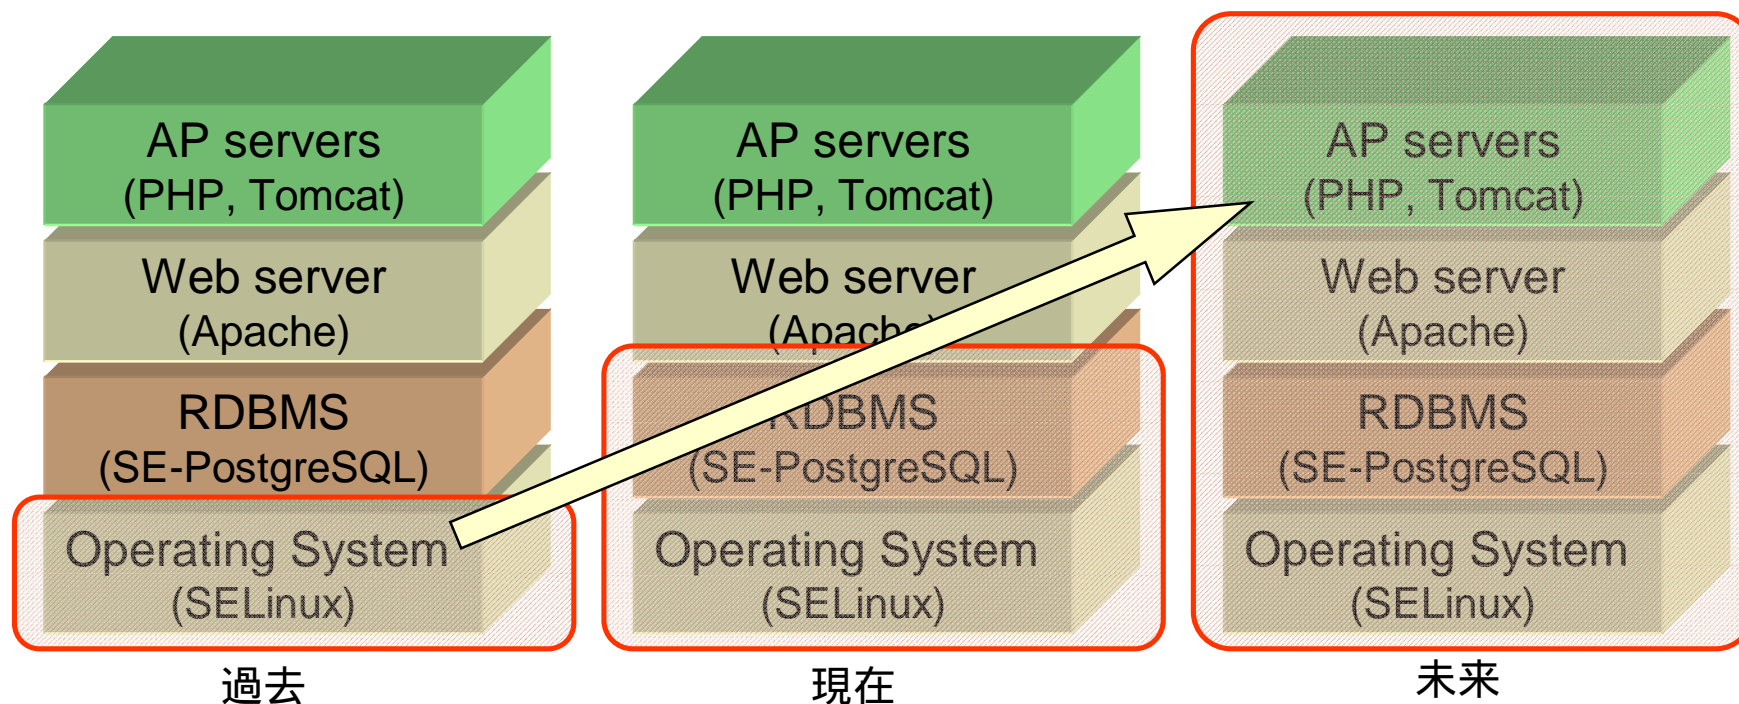 AP servers
(PHP, Tomcat)
Web server
(Apache)
RDBMS
(SE-PostgreSQL)
Operating System
(SELinux)
過去
AP servers
(PHP, Tomcat)
Web server
(Apache)
RDBMS
(SE-PostgreSQL)
Operating System
(SELinux)
現在
AP servers
(PHP, Tomcat)
Web server
(Apache)
RDBMS
(SE-PostgreSQL)
Operating System
(SELinux)
未来